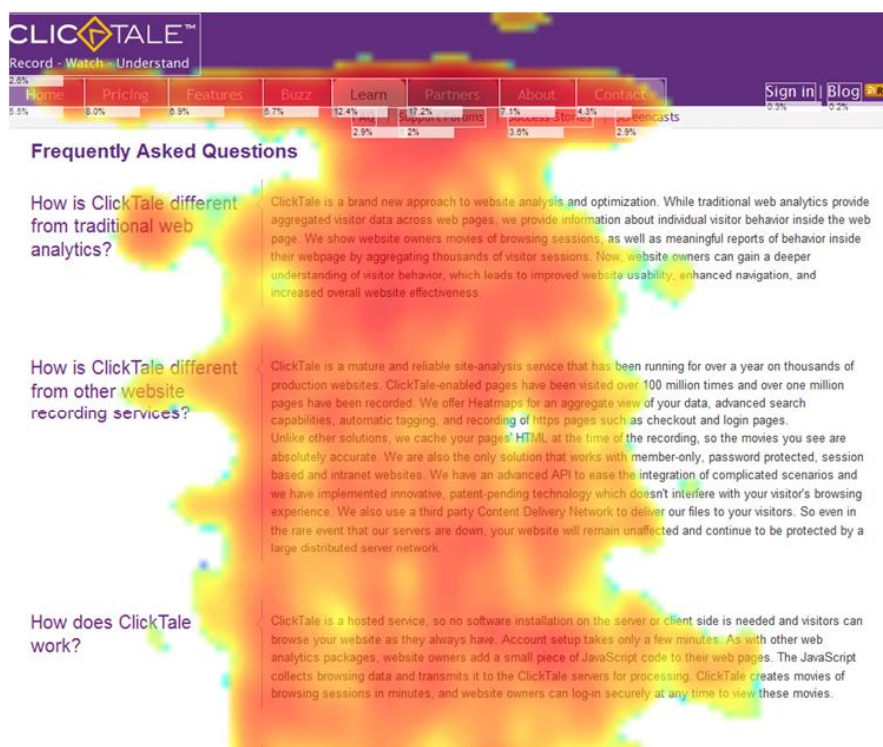 CLICKTALE™
Record - Watch - Understand
2.6%
Home Pricing Features Buzz Learn Partners About Contact
Sign in | Blog
5.5% 8.0% 6.9% 5.7% 12.4% 17.2% 7.1% 4.3% 0.3% 0.2%
FAQ Support Forums Success Stories Screencasts
2.9% 2% 3.6% 2.9%
Frequently Asked Questions
How is ClickTale different
from traditional web
analytics?
ClickTale is a brand new approach to website analysis and optimization. While traditional web analytics provide
aggregated visitor data across web pages, we provide information about individual visitor behavior inside the web
page. We show website owners movies of browsing sessions, as well as meaningful reports of behavior inside
their webpage by aggregating thousands of visitor sessions. Now, website owners can gain a deeper
understanding of visitor behavior, which leads to improved website usability, enhanced navigation, and
increased overall website effectiveness.
How is ClickTale different
from other website
recording services?
ClickTale is a mature and reliable site-analysis service that has been running for over a year on thousands of
production websites. ClickTale-enabled pages have been visited over 100 million times and over one million
pages have been recorded. We offer Heatmaps for an aggregate view of your data, advanced search
capabilities, automatic tagging, and recording of https pages such as checkout and login pages.
Unlike other solutions, we cache your pages' HTML at the time of the recording, so the movies you see are
absolutely accurate. We are also the only solution that works with member-only, password protected, session
based and intranet websites. We have an advanced API to ease the integration of complicated scenarios and
we have implemented innovative, patent-pending technology which doesn't interfere with your visitor's browsing
experience. We also use a third party Content Delivery Network to deliver our files to your visitors. So even in
the rare event that our servers are down, your website will remain unaffected and continue to be protected by a
large distributed server network.
How does ClickTale
work?
ClickTale is a hosted service, so no software installation on the server or client side is needed and visitors can
browse your website as they always have. Account setup takes only a few minutes. As with other web
analytics packages, website owners add a small piece of JavaScript code to their web pages. The JavaScript
collects browsing data and transmits it to the ClickTale servers for processing. ClickTale creates movies of
browsing sessions in minutes, and website owners can log-in securely at any time to view these movies.